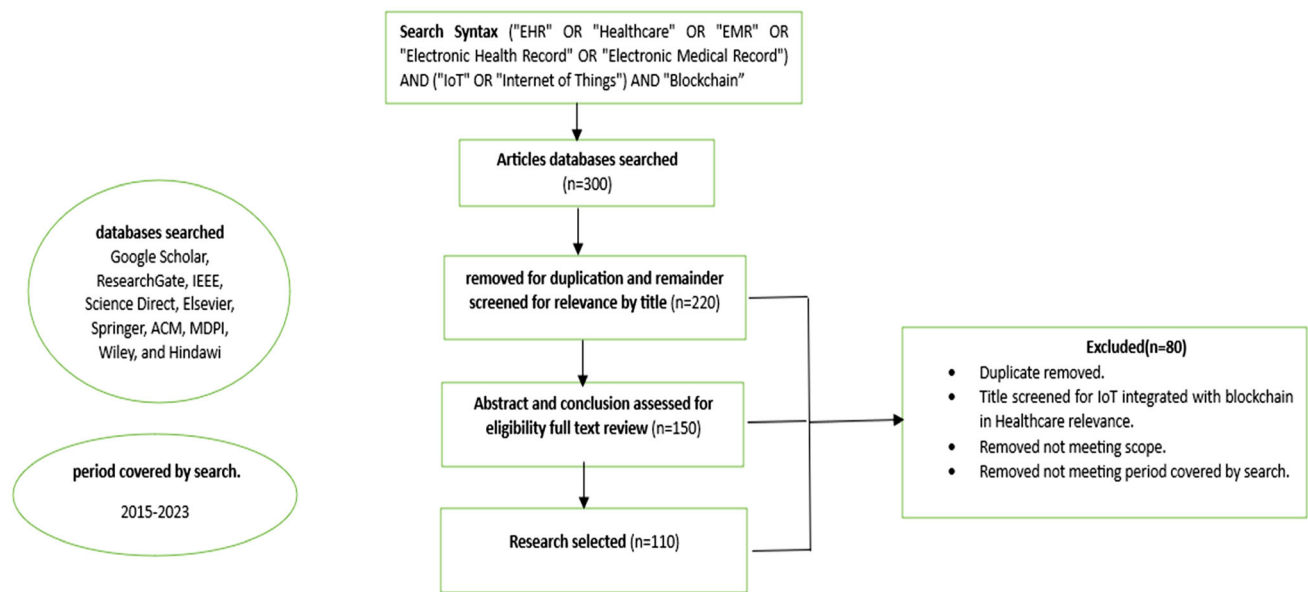 Search Syntax ("EHR" OR "Healthcare" OR "EMR" OR
"Electronic Health Record" OR "Electronic Medical Record")
AND ("IoT" OR "Internet of Things") AND "Blockchain”
Articles databases searched
(n=300)
databases searched
Google Scholar,
ResearchGate, IEEE,
Science Direct, Elsevier,
Springer, ACM, MDPI,
Wiley, and Hindawi
removed for duplication and remainder
screened for relevance by title (n=220)
Abstract and conclusion assessed for
eligibility full text review (n=150)
Excluded(n=80)
• Duplicate removed.
• Title screened for IoT integrated with blockchain
in Healthcare relevance.
• Removed not meeting scope.
• Removed not meeting period covered by search.
period covered by search.
2015-2023
Research selected (n=110)